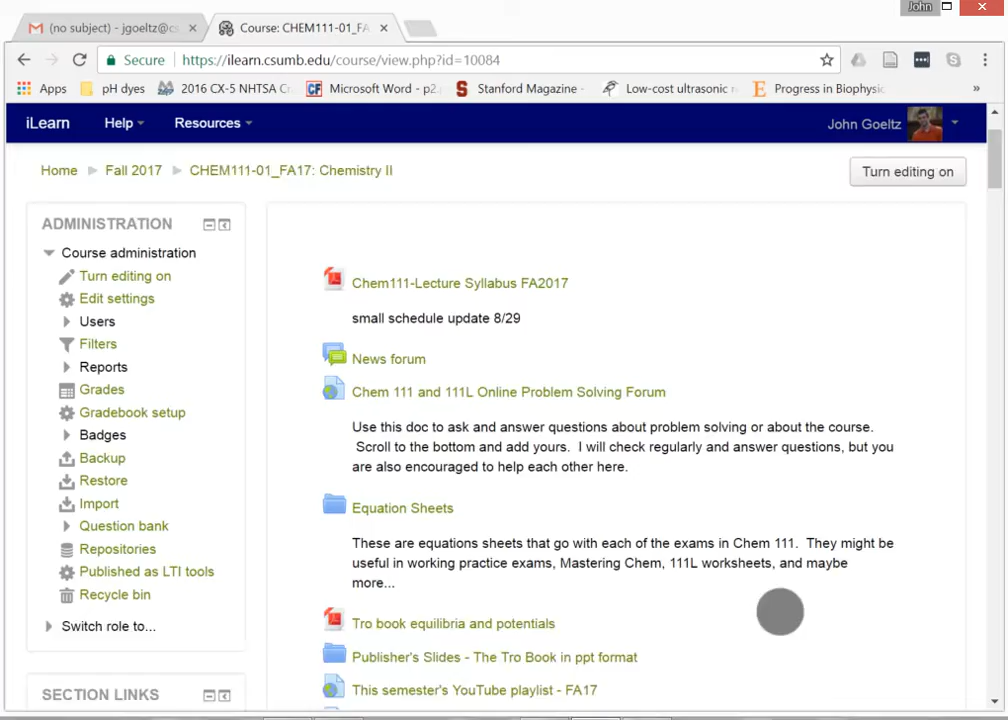 John
(no subject) - jgoeltz@cs
Course: CHEM111-01_FA
Secure https://ilearn.csumb.edu/course/view.php?id=10084
Apps pH dyes 2016 CX-5 NHTSA Cr Microsoft Word - p2. Stanford Magazine - Low-cost ultrasonic Progress in Biophysic »
iLearn Help Resources John Goeltz
Home Fall 2017 CHEM111-01_FA17: Chemistry II Turn editing on
ADMINISTRATION
Course administration
Turn editing on
Edit settings
Users
Filters
Reports
Grades
Gradebook setup
Badges
Backup
Restore
Import
Question bank
Repositories
Published as LTI tools
Recycle bin
Switch role to...
SECTION LINKS
Chem111-Lecture Syllabus FA2017
small schedule update 8/29
News forum
Chem 111 and 111L Online Problem Solving Forum
Use this doc to ask and answer questions about problem solving or about the course.
Scroll to the bottom and add yours. I will check regularly and answer questions, but you
are also encouraged to help each other here.
Equation Sheets
These are equations sheets that go with each of the exams in Chem 111. They might be
useful in working practice exams, Mastering Chem, 111L worksheets, and maybe
more...
Tro book equilibria and potentials
Publisher's Slides - The Tro Book in ppt format
This semester's YouTube playlist - FA17